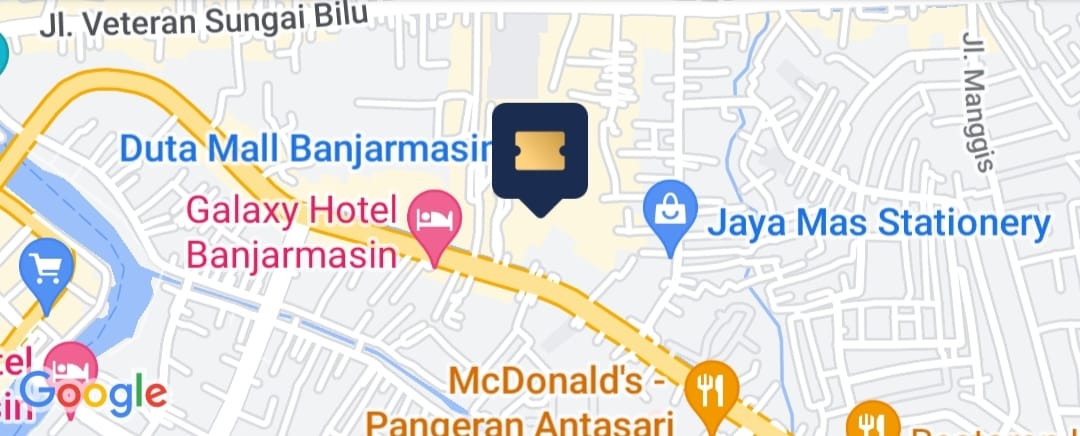 Jl. Veteran Sungai Bilu
Jl. Manggis
Duta Mall Banjarmasin
Galaxy Hotel
Banjarmasin
Jaya Mas Stationery
McDonald's -
Pangeran Antasari
Google